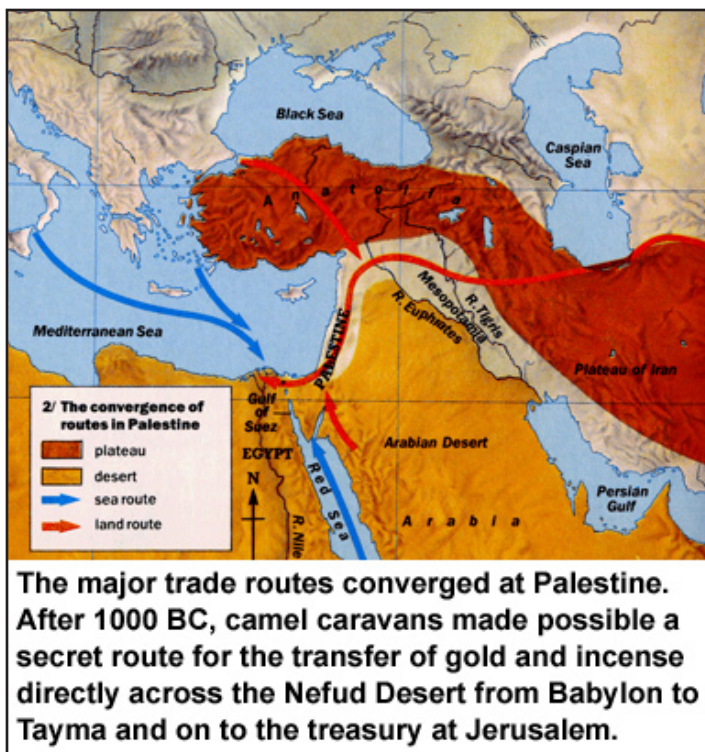 Black Sea
Caspian
Sea
Anatolia
Mesopotamia
R. Tigris
R. Euphrates
Mediterranean Sea
PALESTINE
Plateau of Iran
2/ The convergence of
routes in Palestine
plateau
desert
sea route
land route
Gulf
of
Suez
EGYPT
N
R. Nile
Red Sea
Arabian Desert
Arabia
Persian
Gulf
The major trade routes converged at Palestine.
After 1000 BC, camel caravans made possible a
secret route for the transfer of gold and incense
directly across the Nefud Desert from Babylon to
Tayma and on to the treasury at Jerusalem.